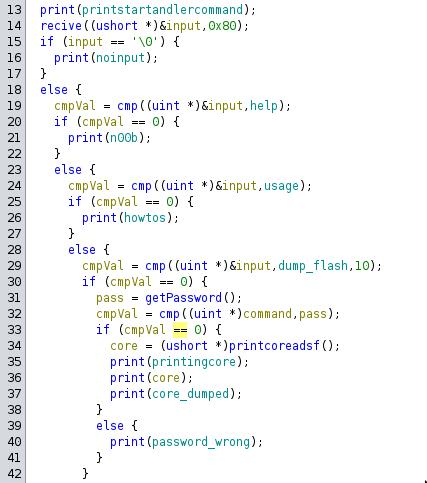 13 print(printstartandlercommand);
14 recive((ushort *)&input,0x80);
15 if (input == '\0') {
16 print(noinput);
17 }
18 else {
19 cmpVal = cmp((uint *)&input,help);
20 if (cmpVal == 0) {
21 print(n00b);
22 }
23 else {
24 cmpVal = cmp((uint *)&input,usage);
25 if (cmpVal == 0) {
26 print(howtos);
27 }
28 else {
29 cmpVal = cmp((uint *)&input,dump_flash,10);
30 if (cmpVal == 0) {
31 pass = getPassword();
32 cmpVal = cmp((uint *)command,pass);
33 if (cmpVal == 0) {
34 core = (ushort *)printcoreadsf();
35 print(printingcore);
36 print(core);
37 print(core_dumped);
38 }
39 else {
40 print(password_wrong);
41 }
42 }